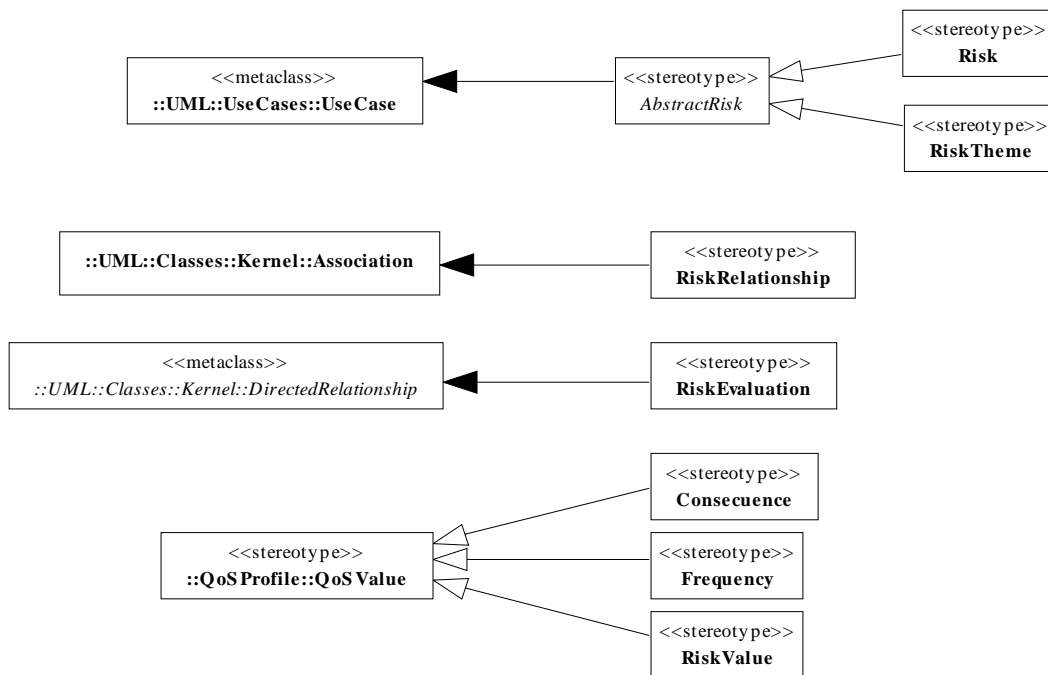 <<stereotype>>
Risk
<<metaclass>>
::UML::UseCases::UseCase
<<stereotype>>
AbstractRisk
<<stereotype>>
RiskTheme
::UML::Classes::Kernel::Association
<<stereotype>>
RiskRelationship
<<metaclass>>
::UML::Classes::Kernel::DirectedRelationship
<<stereotype>>
RiskEvaluation
<<stereotype>>
Consecuence
<<stereotype>>
::QoSProfile::QoSValue
<<stereotype>>
Frequency
<<stereotype>>
RiskValue